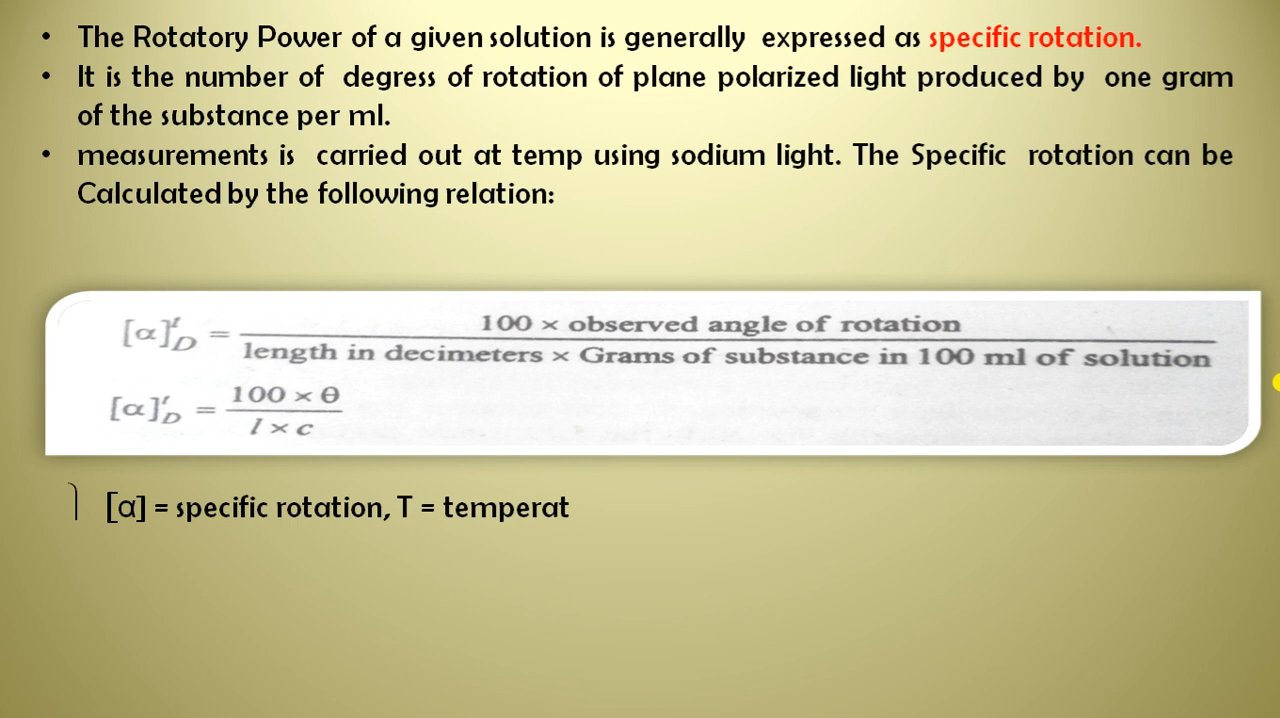 • The Rotatory Power of a given solution is generally expressed as specific rotation.
• It is the number of degress of rotation of plane polarized light produced by one gram
of the substance per ml.
• measurements is carried out at temp using sodium light. The Specific rotation can be
Calculated by the following relation:
[α]′D = 100 × observed angle of rotation
length in decimeters × Grams of substance in 100 ml of solution
[α]′D = 100 × θ
l × c
[α] = specific rotation, T = temperat